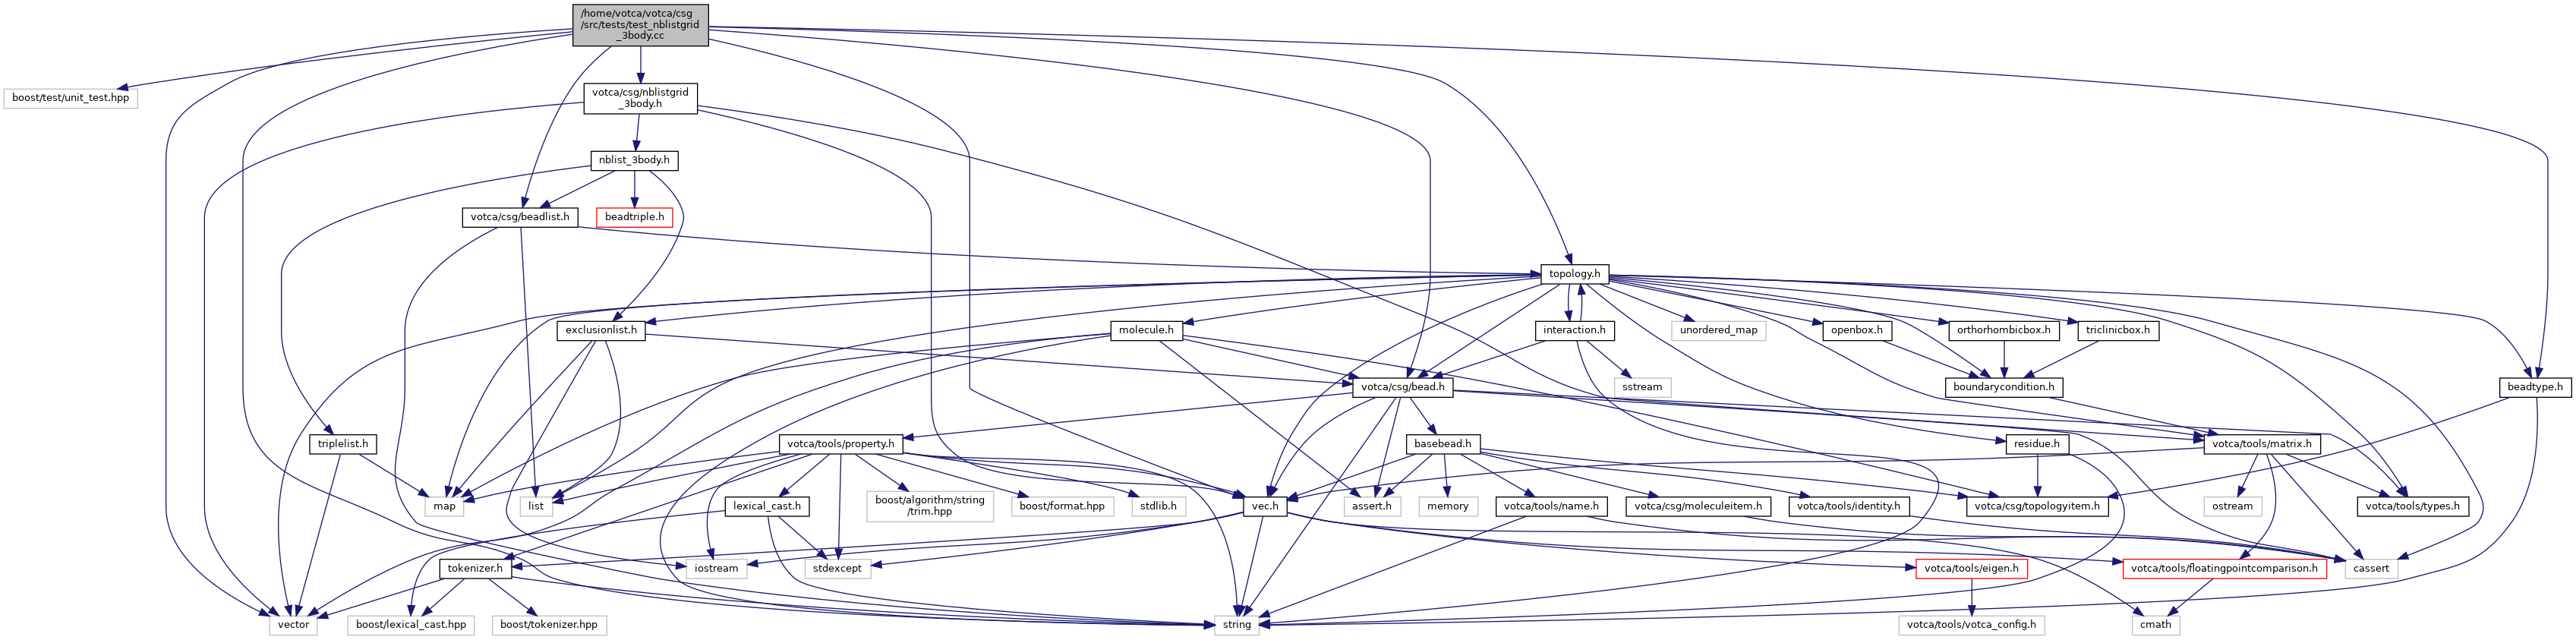 /home/votca/votca/csg
/src/tests/test_nblistgrid
_3body.cc
boost/test/unit_test.hpp
votca/csg/nblistgrid
_3body.h
nblist_3body.h
votca/csg/beadlist.h
beadtriple.h
topology.h
exclusionlist.h
molecule.h
interaction.h
unordered_map
openbox.h
orthorhombicbox.h
triclinicbox.h
votca/csg/bead.h
sstream
boundarycondition.h
beadtype.h
triplelist.h
votca/tools/property.h
basebead.h
residue.h
votca/tools/matrix.h
map
list
lexical_cast.h
boost/algorithm/string
/trim.hpp
boost/format.hpp
stdlib.h
vec.h
assert.h
memory
votca/tools/name.h
votca/csg/moleculeitem.h
votca/tools/identity.h
votca/csg/topologyitem.h
ostream
votca/tools/types.h
tokenizer.h
iostream
stdexcept
votca/tools/eigen.h
votca/tools/floatingpointcomparison.h
cassert
vector
boost/lexical_cast.hpp
boost/tokenizer.hpp
string
votca/tools/votca_config.h
cmath